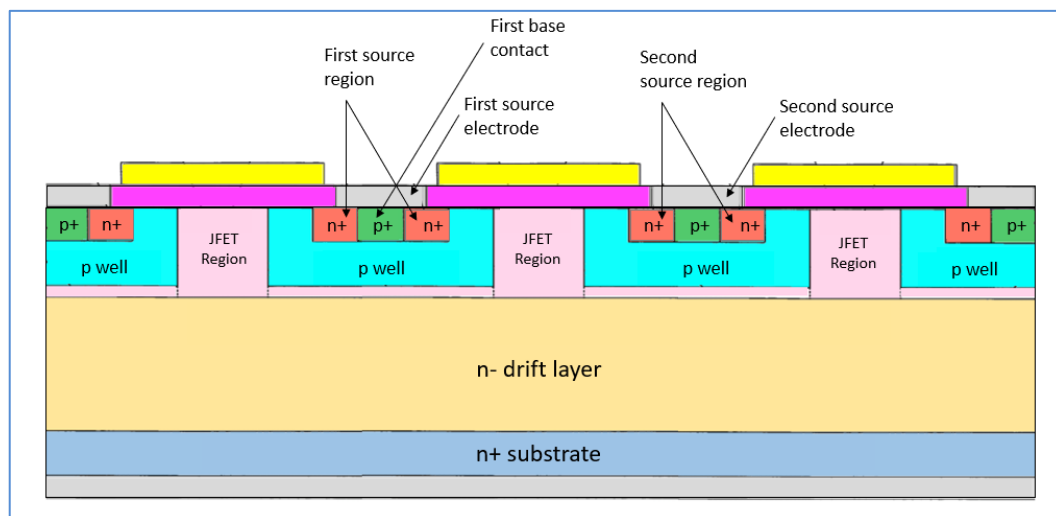 First base
contact
First source
region
Second
source region
First source
electrode
Second source
electrode
p+ n+ n+ p+ n+ n+ p+ n+ n+ p+
JFET
Region
JFET
Region
JFET
Region
p well p well p well p well
n- drift layer
n+ substrate